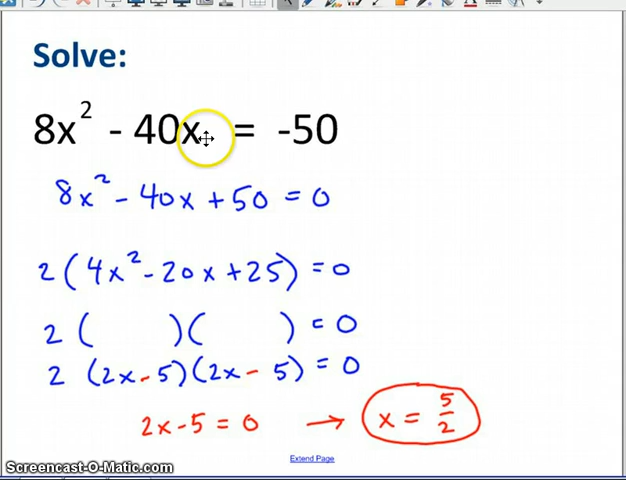 Solve:
8x² - 40x = -50
8x² - 40x + 50 = 0
2 ( 4x² - 20x + 25 ) = 0
2 (        ) (        ) = 0
2 (2x - 5) (2x - 5) = 0
2x - 5 = 0 → x = 5/2
Extend Page
Screencast-O-Matic.com